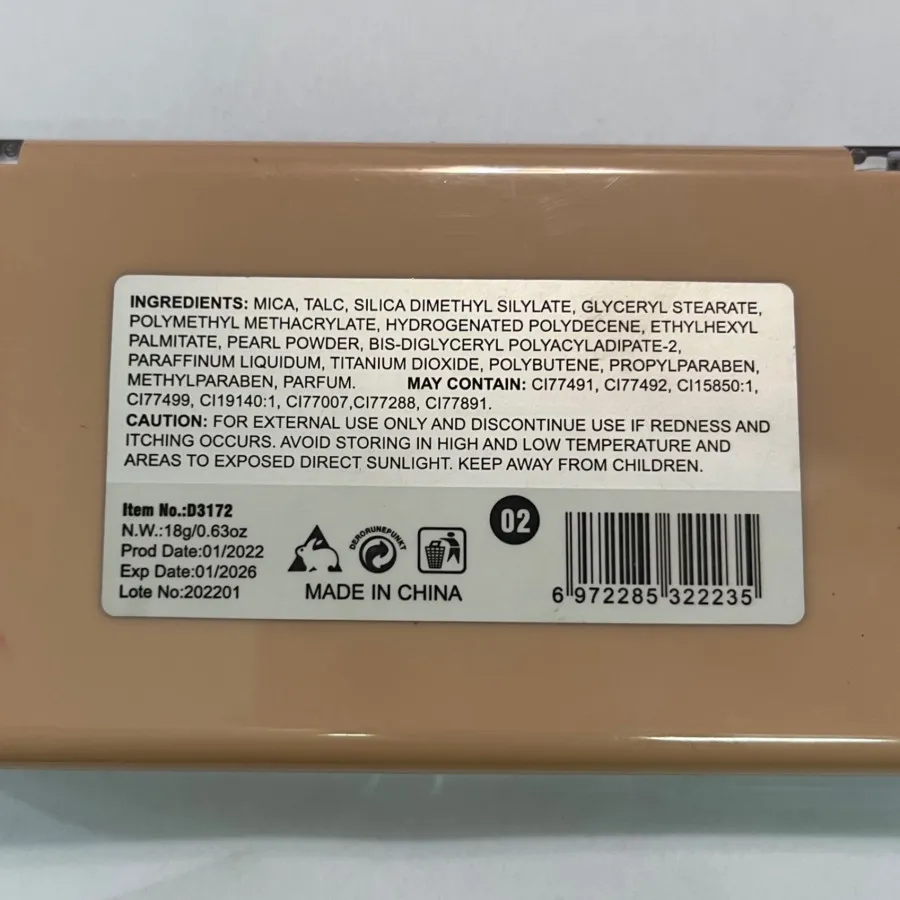 INGREDIENTS: MICA, TALC, SILICA DIMETHYL SILYLATE, GLYCERYL STEARATE,
POLYMETHYL METHACRYLATE, HYDROGENATED POLYDECENE, ETHYLHEXYL
PALMITATE, PEARL POWDER, BIS-DIGLYCERYL POLYACYLADIPATE-2,
PARAFFINUM LIQUIDUM, TITANIUM DIOXIDE, POLYBUTENE, PROPYLPARABEN,
METHYLPARABEN, PARFUM. MAY CONTAIN: CI77491, CI77492, CI15850:1,
CI77499, CI19140:1, CI77007,CI77288, CI77891.
CAUTION: FOR EXTERNAL USE ONLY AND DISCONTINUE USE IF REDNESS AND
ITCHING OCCURS. AVOID STORING IN HIGH AND LOW TEMPERATURE AND
AREAS TO EXPOSED DIRECT SUNLIGHT. KEEP AWAY FROM CHILDREN.
Item No.:D3172
N.W.:18g/0.63oz
Prod Date:01/2022
Exp Date:01/2026
Lote No:202201
DERGRUNEPUNKT
MADE IN CHINA
02
6 972285 322235